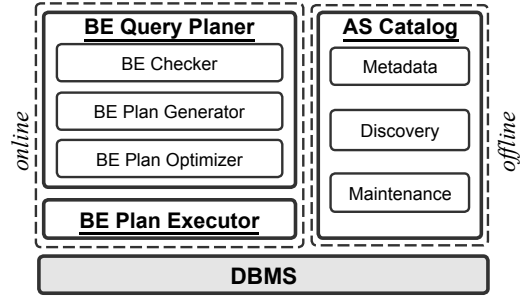 BE Query Planer
BE Checker
BE Plan Generator
BE Plan Optimizer
BE Plan Executor
online
AS Catalog
Metadata
Discovery
Maintenance
offline
DBMS